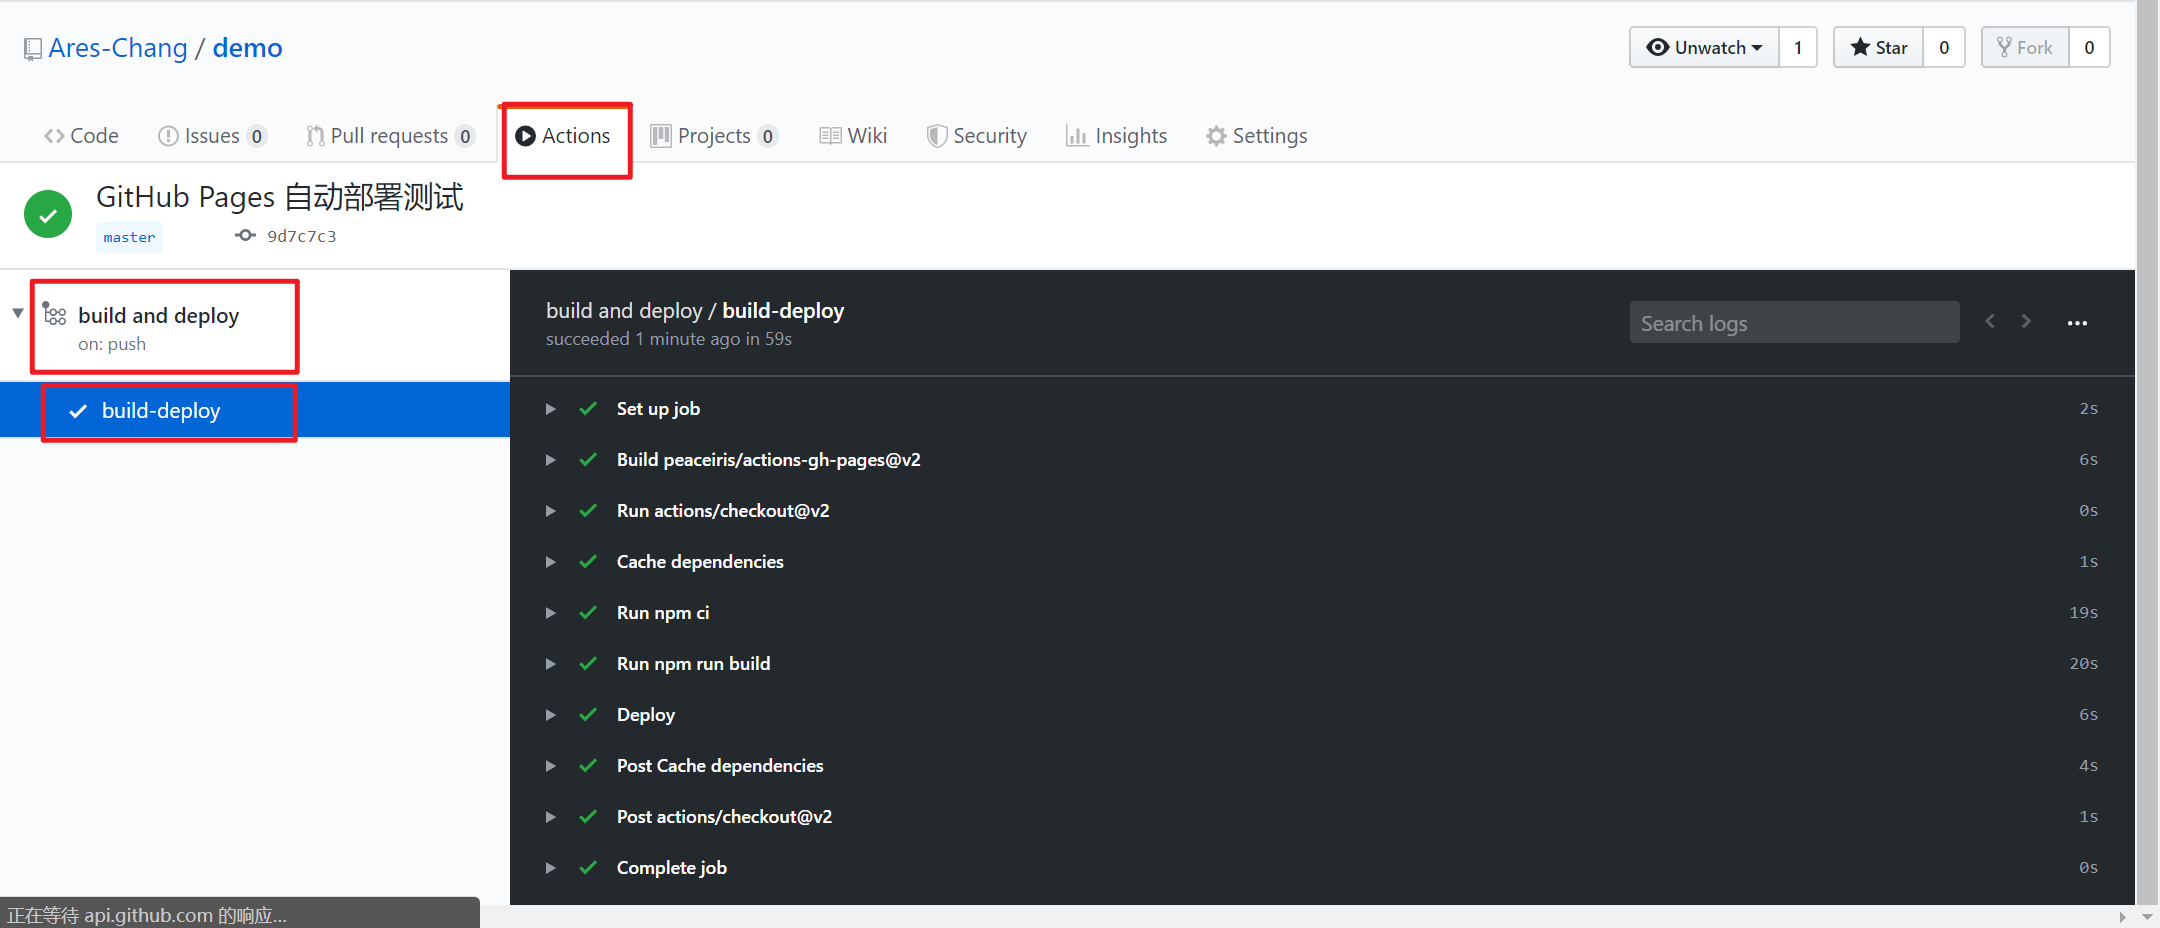 Ares-Chang / demo
Unwatch 1 Star 0 Fork 0
Code Issues 0 Pull requests 0 Actions Projects 0 Wiki Security Insights Settings
GitHub Pages 自动部署测试
master 9d7c7c3
build and deploy
on: push
build-deploy
build and deploy / build-deploy
succeeded 1 minute ago in 59s
Search logs
Set up job 2s
Build peaceiris/actions-gh-pages@v2 6s
Run actions/checkout@v2 0s
Cache dependencies 1s
Run npm ci 19s
Run npm run build 20s
Deploy 6s
Post Cache dependencies 4s
Post actions/checkout@v2 1s
Complete job 0s
正在等待 api.github.com 的响应...